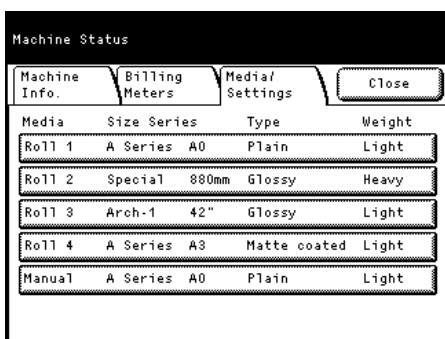 Machine Status
Machine Info. Billing Meters Media/ Settings Close
Media Size Series Type Weight
Roll 1 A Series A0 Plain Light
Roll 2 Special 880mm Glossy Heavy
Roll 3 Arch-1 42" Glossy Light
Roll 4 A Series A3 Matte coated Light
Manual A Series A0 Plain Light